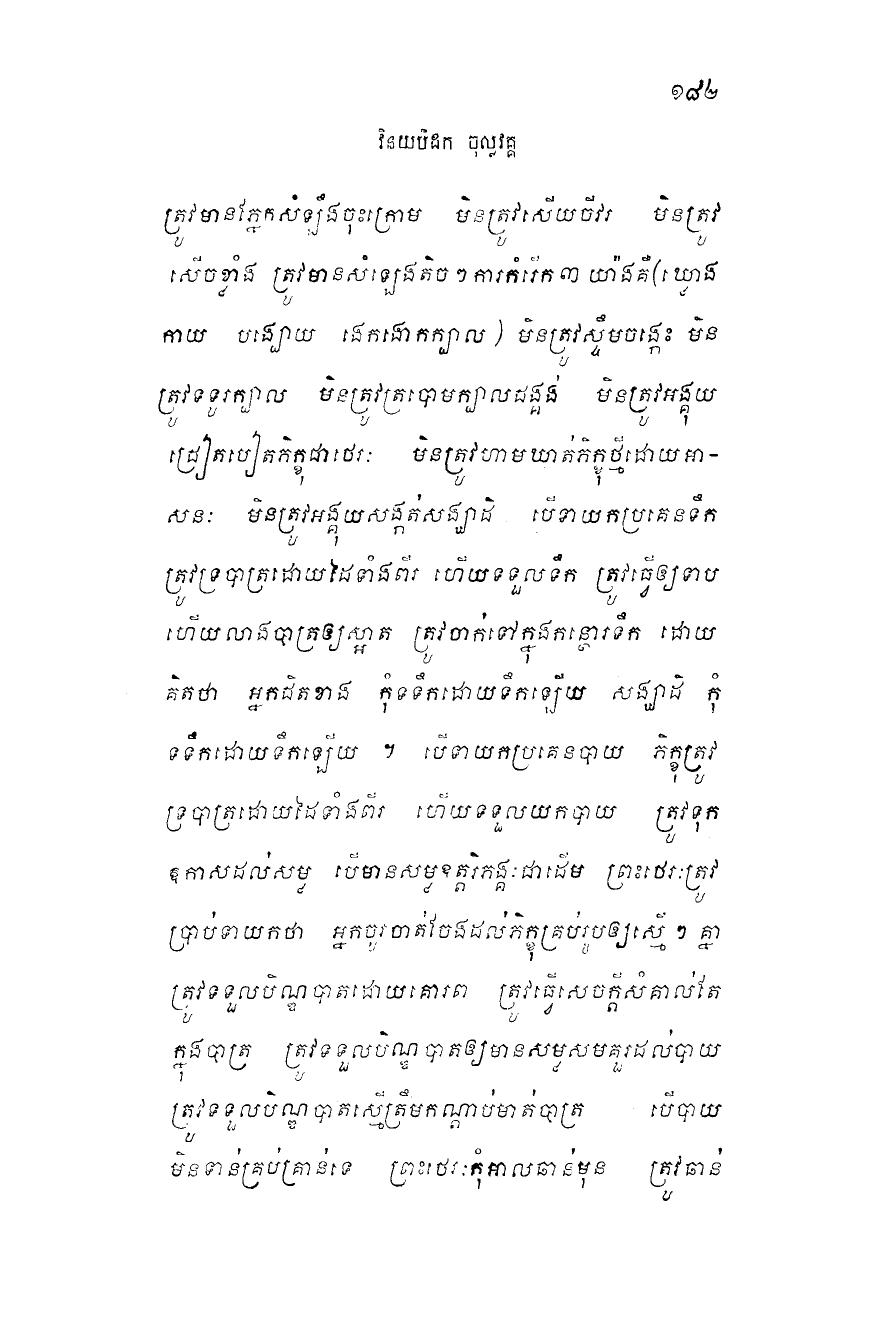 ១៨២
វិនយបិដក ចុល្លវគ្គ
ត្រូវមានភ្នែកសំឡឹងចុះក្រោម មិនត្រូវសើយចីវរ មិនត្រូវ
សើចខ្លាំង ត្រូវមានសំឡេងតិចៗការកំរើក៣ យ៉ាងគឺ(ឃ្លោង
កាយ បង្ហោយ ងេកងោកក្បាល) មិនត្រូវស្ទឹមចង្កេះ មិន
ត្រូវទទូរក្បាល មិនត្រូវត្របោមក្បាលជង្គង់ មិនត្រូវអង្គុយ
ជ្រៀតបៀតភិក្ខុជាថេរៈ មិនត្រូវហាមឃាត់ភិក្ខុថ្មីដោយអា-
សនៈ មិនត្រូវអង្គុយសង្កត់សង្ឃាដិ បើទាយកប្រគេនទឹក
ត្រូវទ្របាត្រដោយដៃទាំងពីរ ហើយទទួលទឹក ត្រូវធ្វើឲ្យទាប
ហើយលាងបាត្រឲ្យស្អាត ត្រូវចាក់ទៅក្នុងកន្ថោរទឹក ដោយ
គិតថា អ្នកជិតខាង កុំទទឹកដោយទឹកឡើយ សង្ឃាដិ កុំ
ទទឹកដោយទឹកឡើយ ។ បើទាយកប្រគេនបាយ ភិក្ខុត្រូវ
ទ្របាត្រដោយដៃទាំងពីរ ហើយទទួលយកបាយ ត្រូវទុក
ឱកាសដល់សម្ល បើមានសម្លឧត្តរិភង្គៈជាដើម ព្រះថេរៈត្រូវ
ប្រាប់ទាយកថា អ្នកចូរចាត់ចែងដល់ភិក្ខុគ្រប់រូបឲ្យស្មើៗ គ្នា
ត្រូវទទួលបិណ្ឌបាតដោយគោរព ត្រូវធ្វើសេចក្តីសំគាល់តែ
ក្នុងបាត្រ ត្រូវទទួលបិណ្ឌបាតឲ្យមានសម្លសមគួរដល់បាយ
ត្រូវទទួលបិណ្ឌបាតស្មើត្រឹមកណ្តាប់មាត់បាត្រ បើបាយ
មិនទាន់គ្រប់គ្រាន់ទេ ព្រះថេរៈកុំអាលឆាន់មុន ត្រូវឆាន់